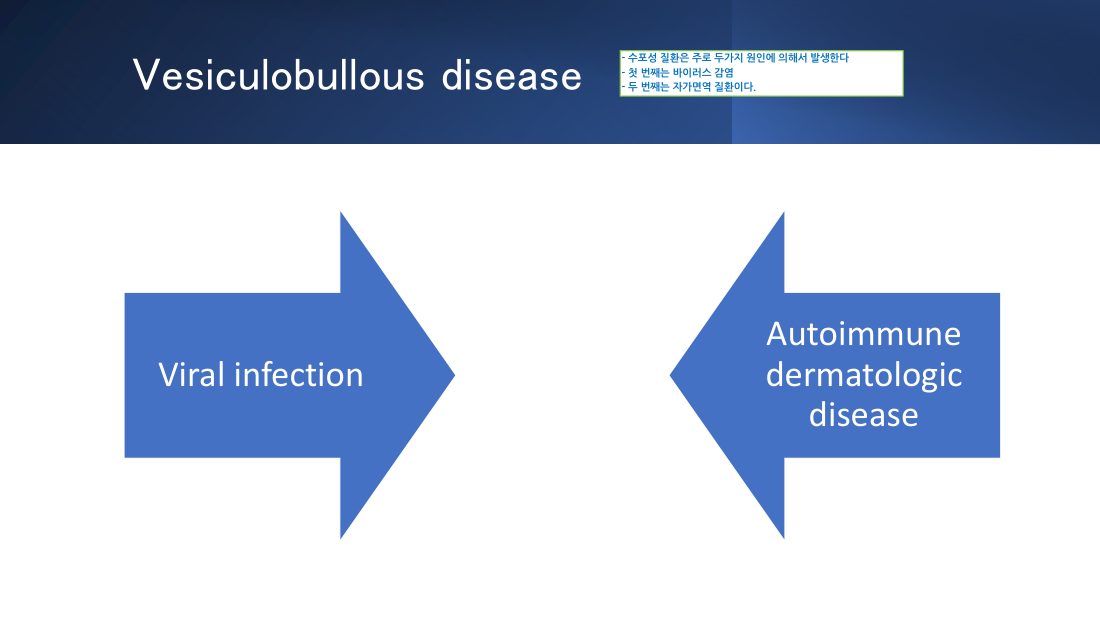 Vesiculobullous disease
- 수포성 질환은 주로 두가지 원인에 의해서 발생한다
- 첫 번째는 바이러스 감염
- 두 번째는 자가면역 질환이다.
Viral infection
Autoimmune
dermatologic
disease